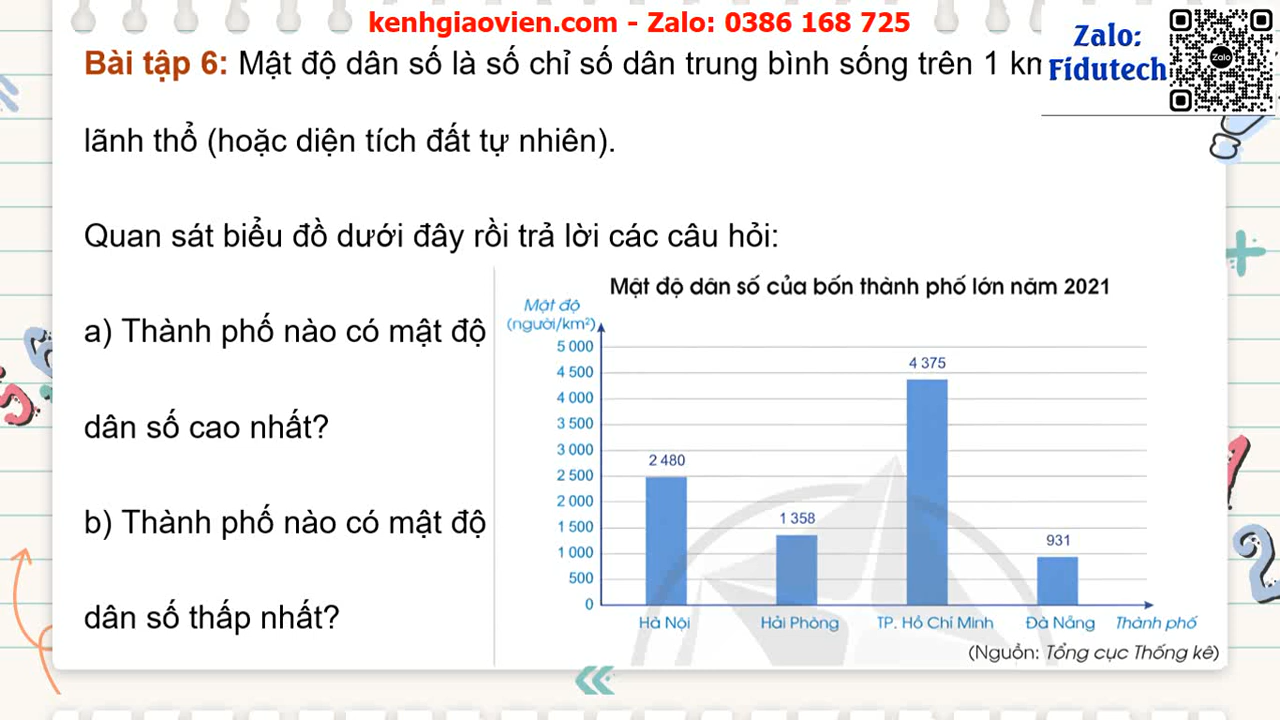 kenhgiaovien.com - Zalo: 0386 168 725
Zalo:
Fidutech
Zalo
Bài tập 6: Mật độ dân số là số chỉ số dân trung bình sống trên 1
lãnh thổ (hoặc diện tích đất tự nhiên).
Quan sát biểu đồ dưới đây rồi trả lời các câu hỏi:
a) Thành phố nào có mật độ
dân số cao nhất?
b) Thành phố nào có mật độ
dân số thấp nhất?
Mật độ dân số của bốn thành phố lớn năm 2021
Mật độ
(người/km²)
5 000
4 500
4 000
3 500
3 000
2 500
2 000
1 500
1 000
500
0
2 480
1 358
4 375
931
Hà Nội Hải Phòng TP. Hồ Chí Minh Đà Nẵng Thành phố
(Nguồn: Tổng cục Thống kê)